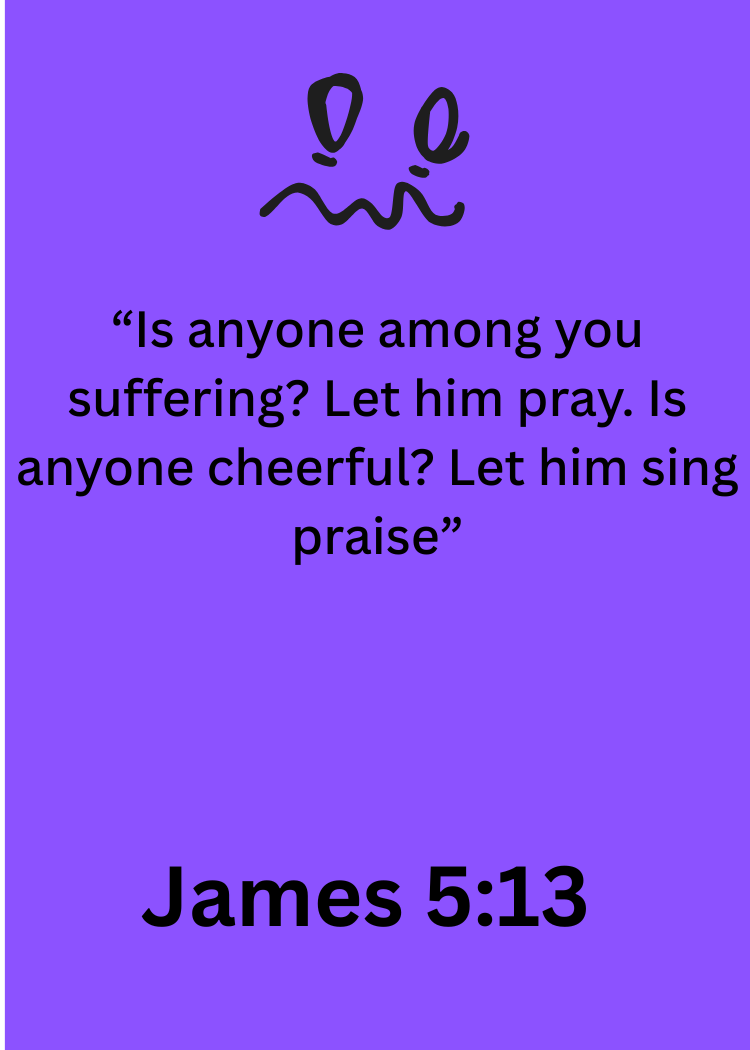 “Is anyone among you
suffering? Let him pray. Is
anyone cheerful? Let him sing
praise”
James 5:13